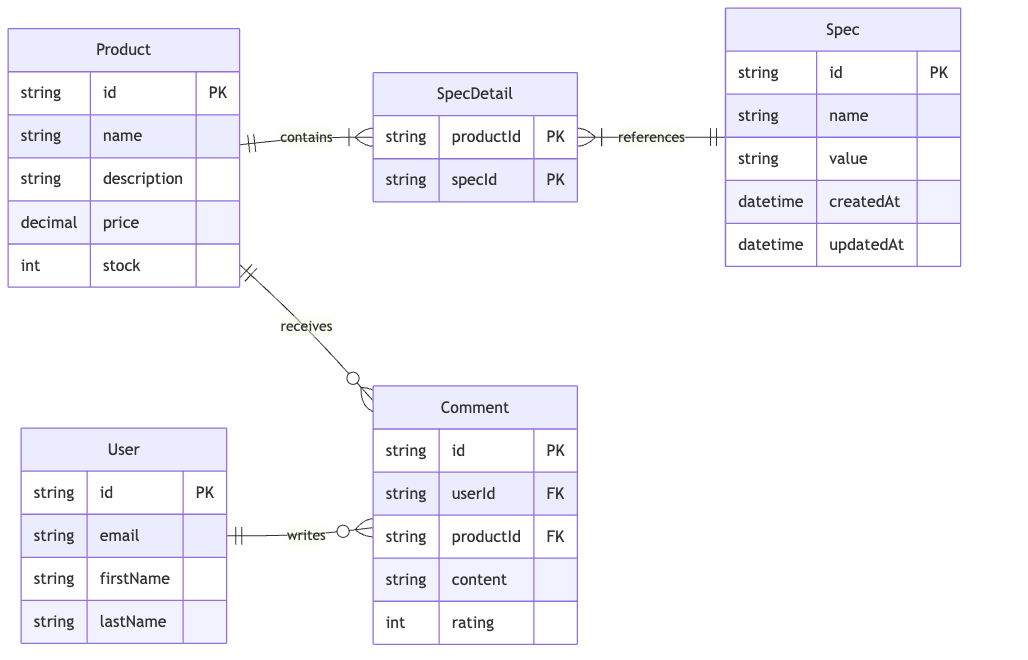 Product
string id PK
string name
string description
decimal price
int stock
contains
SpecDetail
string productId PK
string specId PK
references
Spec
string id PK
string name
string value
datetime createdAt
datetime updatedAt
receives
User
string id PK
string email
string firstName
string lastName
writes
Comment
string id PK
string userId FK
string productId FK
string content
int rating